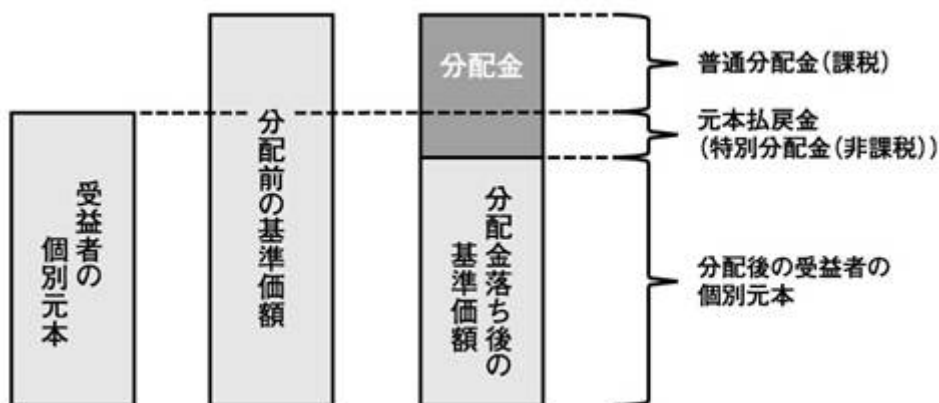 受益者の
個別元本
分配前の基準価額
分配金
分配金落ち後の
基準価額
普通分配金(課税)
元本払戻金
(特別分配金(非課税))
分配後の受益者の
個別元本